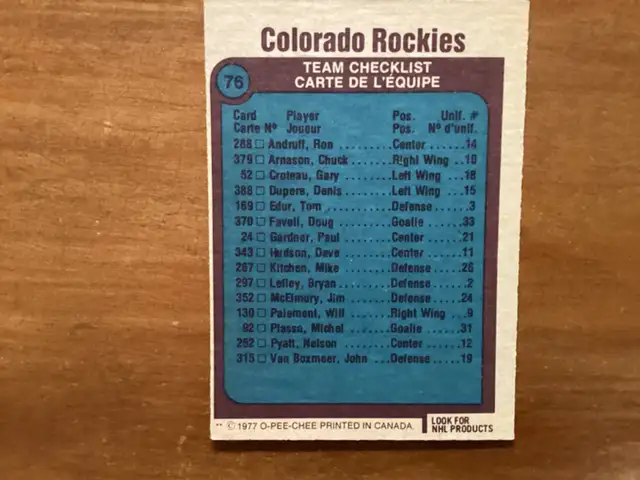 Colorado Rockies
76
TEAM CHECKLIST
CARTE DE L'ÉQUIPE
Card Player Pos. Unif. #
Carte Nº Joueur Pos. Nº d'unif.
288 □ Andruff, Ron .........Center ......14
379 □ Arnason, Chuck .....Right Wing ..10
52 □ Croteau, Gary ......Left Wing ...18
388 □ Dupere, Denis ......Left Wing ...15
169 □ Edur, Tom ..........Defense .....3
370 □ Favell, Doug .......Goalie ......33
24 □ Gardner, Paul ......Center ......21
343 □ Hudson, Dave .......Center ......11
287 □ Kitchen, Mike ......Defense .....26
297 □ Lefley, Bryan ......Defense .....2
352 □ McElmury, Jim ......Defense .....24
130 □ Paiement, Will .....Right Wing ..9
92 □ Plasse, Michel .....Goalie ......31
252 □ Pyatt, Nelson ......Center ......12
315 □ Van Boxmeer, John ...Defense .....19
** © 1977 O-PEE-CHEE PRINTED IN CANADA.
LOOK FOR
NHL PRODUCTS